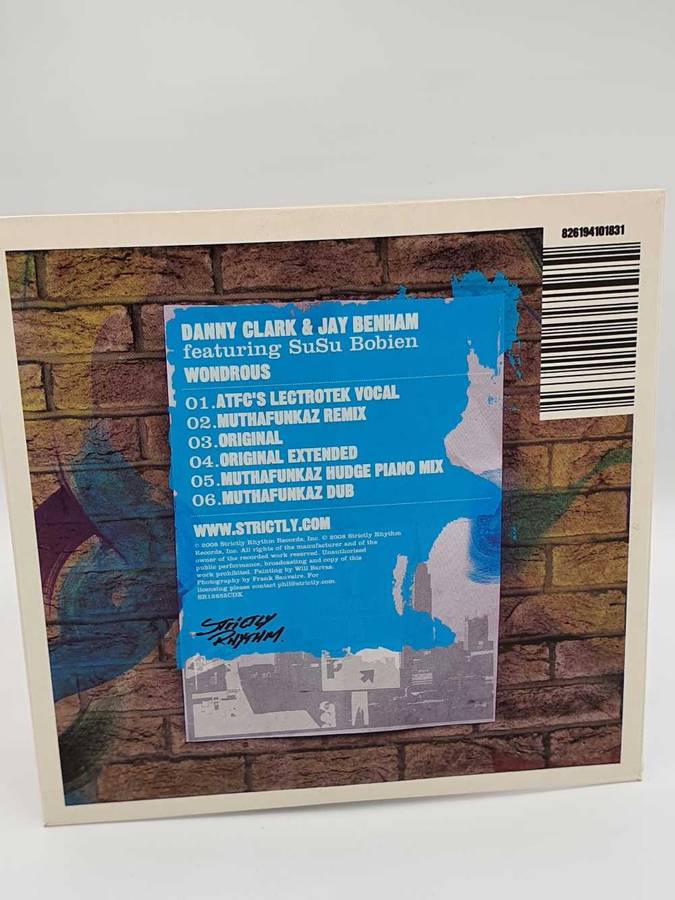 826194101831
DANNY CLARK & JAY BENHAM
featuring SuSu Bobien
WONDROUS
01.ATFC'S LECTROTEK VOCAL
02.MUTHAFUNKAZ REMIX
03.ORIGINAL
04.ORIGINAL EXTENDED
05.MUTHAFUNKAZ HUDGE PIANO MIX
06.MUTHAFUNKAZ DUB
WWW.STRICTLY.COM
℗ 2008 Strictly Rhythm Records, Inc. © 2008 Strictly Rhythm
Records, Inc. All rights of the manufacturer and of the
owner of the recorded work reserved. Unauthorised
public performance, broadcasting and copy of this
work prohibited. Painting by Will Barras.
Photography by Frank Sauvaire. For
licensing please contact phil@strictly.com
SR12655CDX
STRICTLY
RHYTHM.